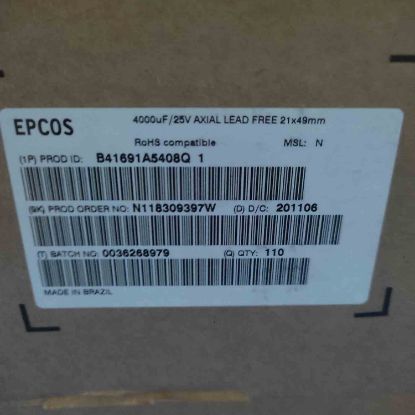 EPCOS
4000uF/25V AXIAL LEAD FREE 21x49mm
RoHS compatible MSL: N
(1P) PROD ID: B41691A5408Q 1
(9K) PROD ORDER NO: N118309397W (D) D/C: 201106
(T) BATCH NO: 0036268979 (Q) QTY: 110
MADE IN BRAZIL